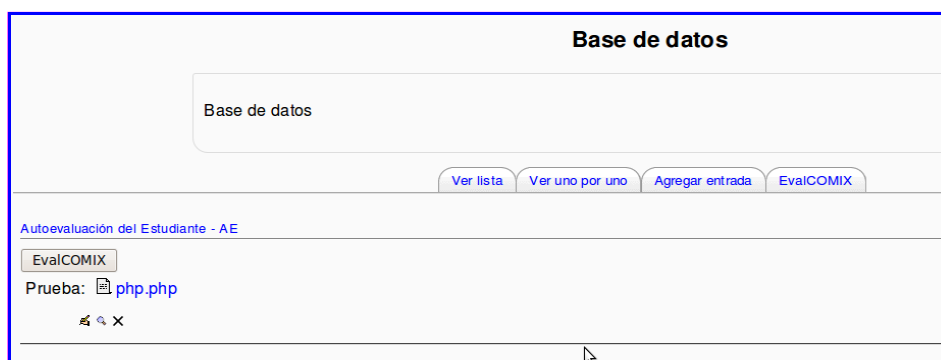 Base de datos
Base de datos
Ver lista Ver uno por uno Agregar entrada EvalCOMIX
Autoevaluación del Estudiante - AE
EvalCOMIX
Prueba: php.php